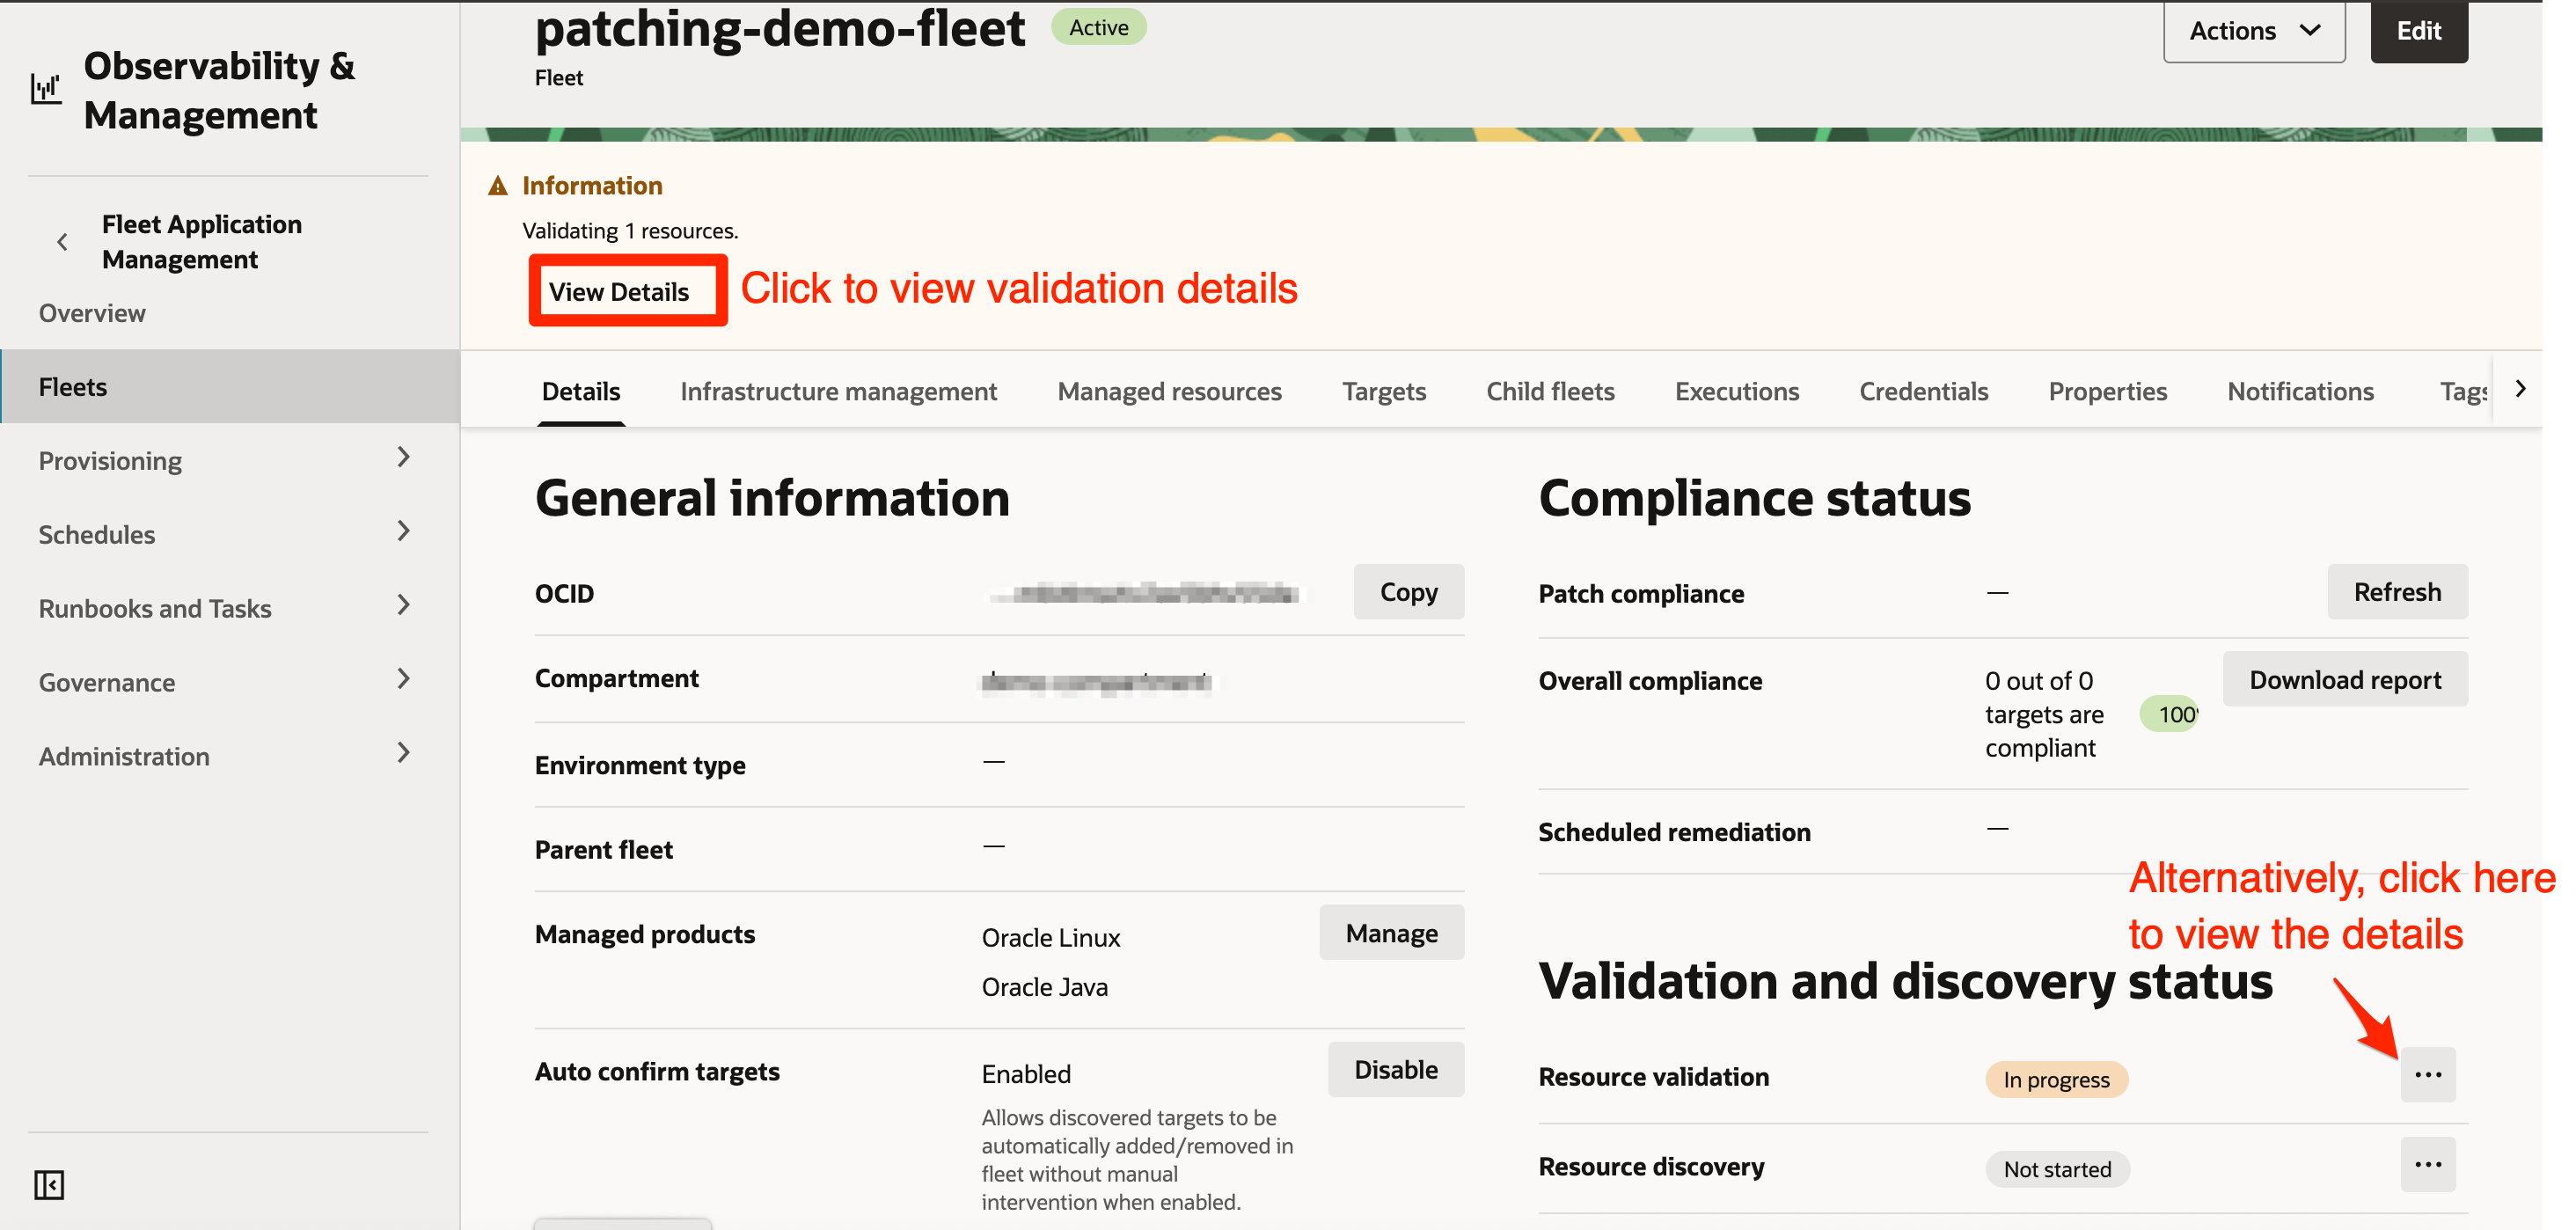 Observability &
Management
Fleet Application
Management
Overview
Fleets
Provisioning
Schedules
Runbooks and Tasks
Governance
Administration
patching-demo-fleet
Active
Actions
Edit
Fleet
Information
Validating 1 resources.
View Details
Click to view validation details
Details
Infrastructure management
Managed resources
Targets
Child fleets
Executions
Credentials
Properties
Notifications
Tags
General information
OCID
Copy
Compartment
Environment type
—
Parent fleet
—
Managed products
Oracle Linux
Oracle Java
Manage
Auto confirm targets
Enabled
Disable
Allows discovered targets to be
automatically added/removed in
fleet without manual
intervention when enabled.
Compliance status
Patch compliance
—
Refresh
Overall compliance
0 out of 0
targets are
compliant
100
Download report
Scheduled remediation
—
Alternatively, click here
to view the details
Validation and discovery status
Resource validation
In progress
...
Resource discovery
Not started
...